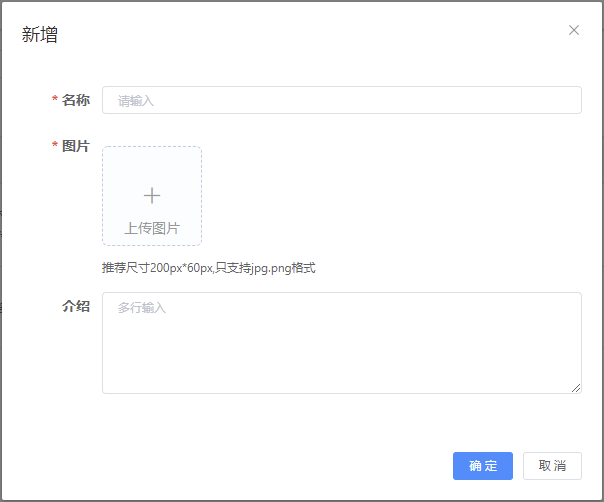 新增
* 名称
请输入
* 图片
上传图片
推荐尺寸200px*60px,只支持jpg.png格式
介绍
多行输入
确定
取消